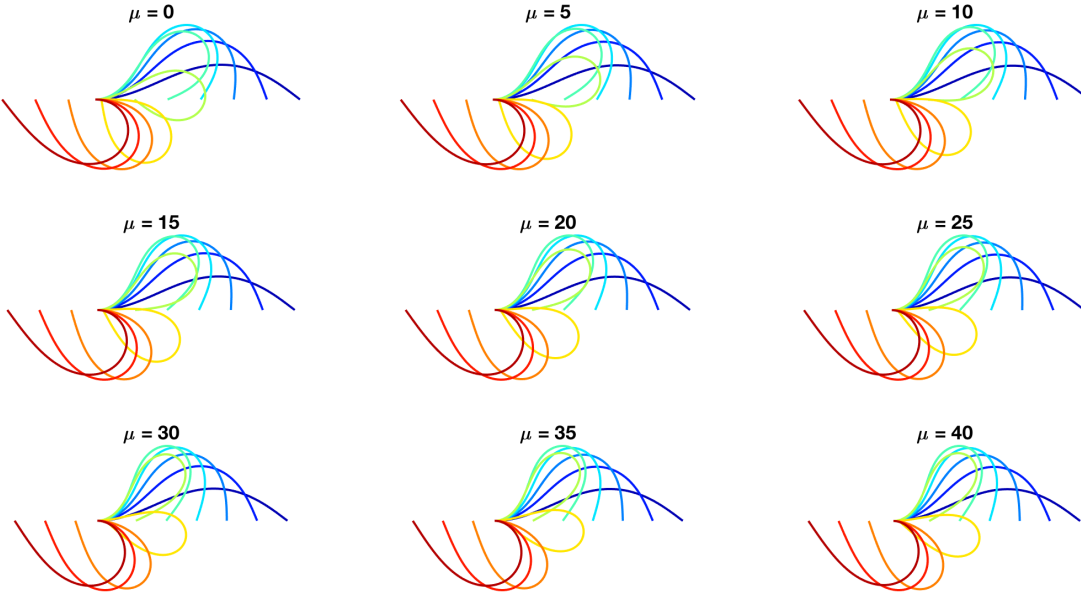 μ = 0
μ = 5
μ = 10
μ = 15
μ = 20
μ = 25
μ = 30
μ = 35
μ = 40